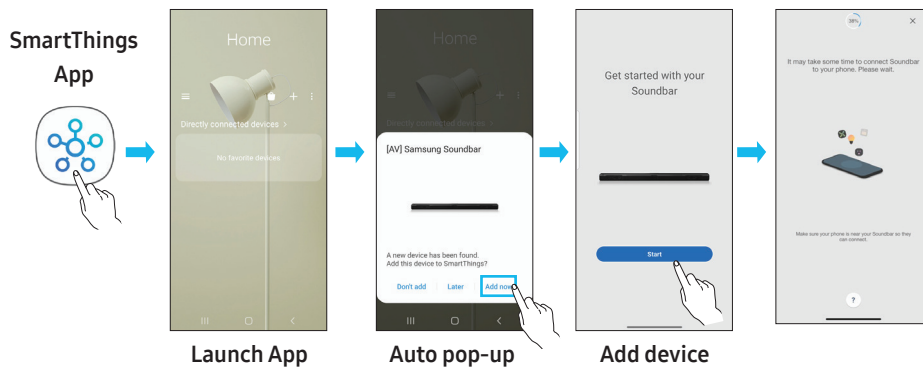 SmartThings
App
Home
Directly connected devices >
No favorite devices
Launch App
Home
Directly connected devices >
[AV] Samsung Soundbar
A new device has been found.
Add this device to SmartThings?
Don't add
Later
Add now
Auto pop-up
Get started with your
Soundbar
Start
Add device
38%
It may take some time to connect Soundbar
to your phone. Please wait.
Make sure your phone is near your Soundbar so they
can connect.
?